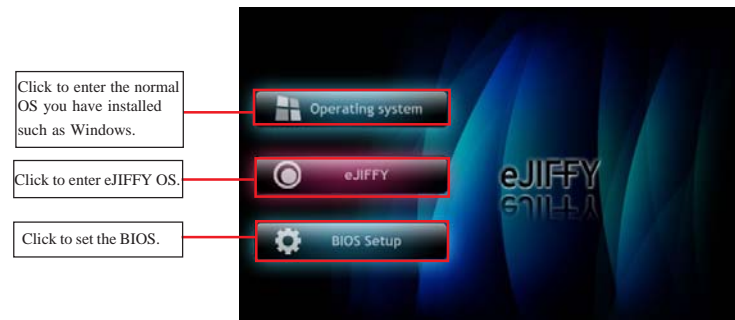 Click to enter the normal
OS you have installed
such as Windows.
Operating system
Click to enter eJIFFY OS.
eJIFFY
eJIFFY
Click to set the BIOS.
BIOS Setup